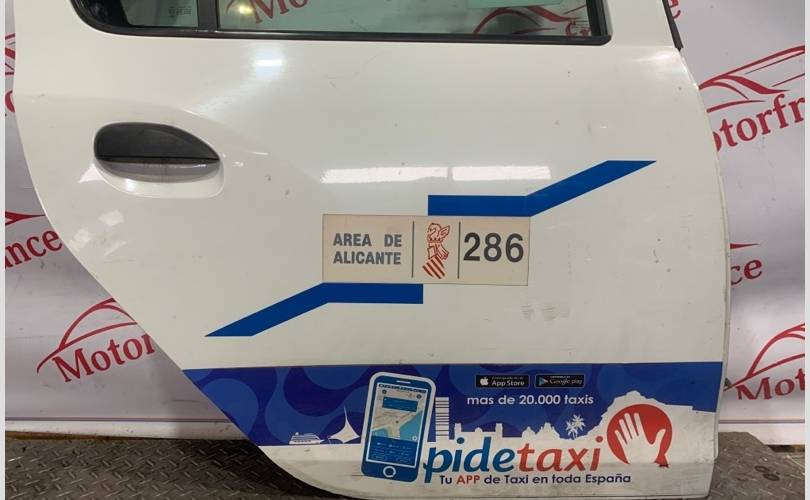 Motorfrance
AREA DE
ALICANTE
286
App Store
Google play
mas de 20.000 taxis
pidetaxi
Tu APP de Taxi en toda España